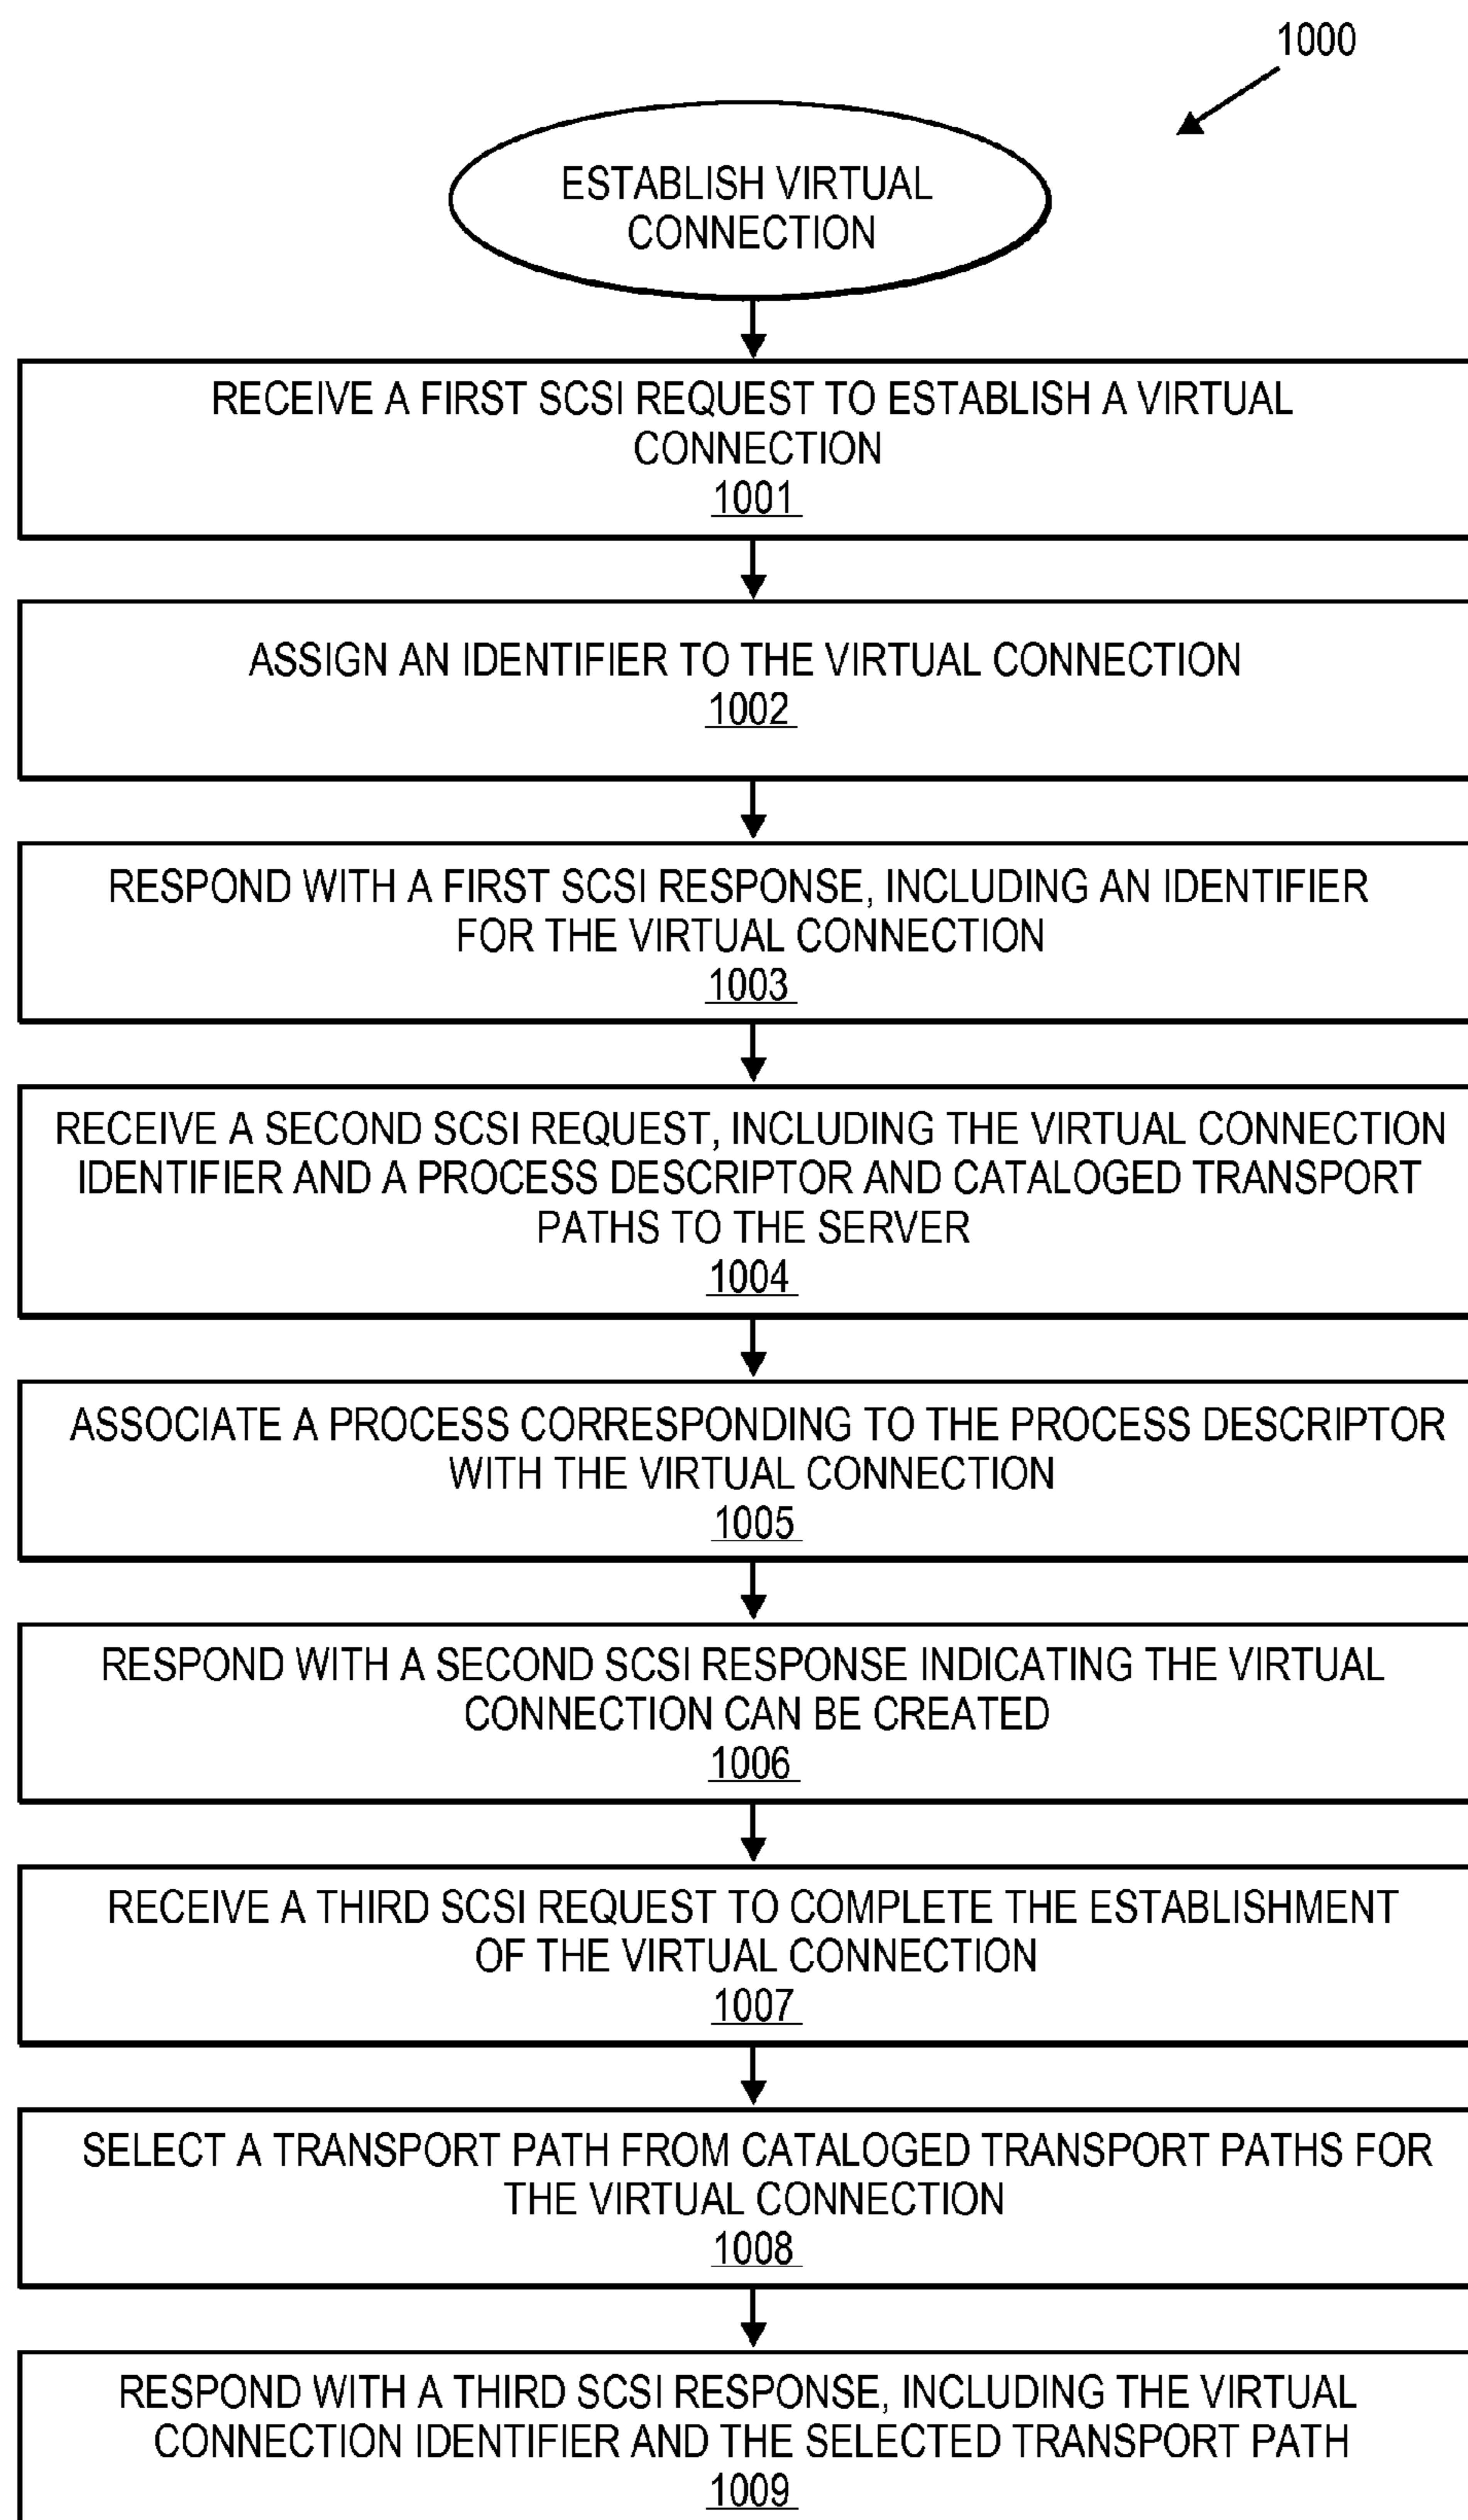 1000
ESTABLISH VIRTUAL
CONNECTION
RECEIVE A FIRST SCSI REQUEST TO ESTABLISH A VIRTUAL
CONNECTION
1001
ASSIGN AN IDENTIFIER TO THE VIRTUAL CONNECTION
1002
RESPOND WITH A FIRST SCSI RESPONSE, INCLUDING AN IDENTIFIER
FOR THE VIRTUAL CONNECTION
1003
RECEIVE A SECOND SCSI REQUEST, INCLUDING THE VIRTUAL CONNECTION
IDENTIFIER AND A PROCESS DESCRIPTOR AND CATALOGED TRANSPORT
PATHS TO THE SERVER
1004
ASSOCIATE A PROCESS CORRESPONDING TO THE PROCESS DESCRIPTOR
WITH THE VIRTUAL CONNECTION
1005
RESPOND WITH A SECOND SCSI RESPONSE INDICATING THE VIRTUAL
CONNECTION CAN BE CREATED
1006
RECEIVE A THIRD SCSI REQUEST TO COMPLETE THE ESTABLISHMENT
OF THE VIRTUAL CONNECTION
1007
SELECT A TRANSPORT PATH FROM CATALOGED TRANSPORT PATHS FOR
THE VIRTUAL CONNECTION
1008
RESPOND WITH A THIRD SCSI RESPONSE, INCLUDING THE VIRTUAL
CONNECTION IDENTIFIER AND THE SELECTED TRANSPORT PATH
1009